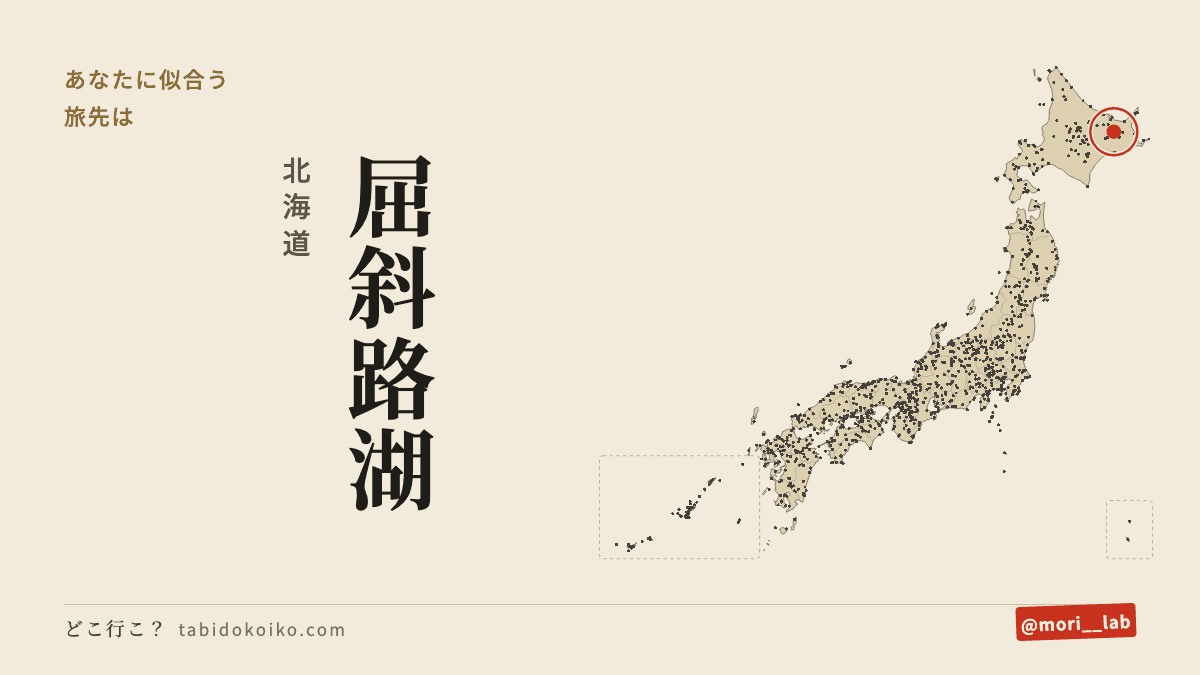 あなたに似合う
旅先は
屈斜路湖
北海道
どこ行こ？ tabidokoiko.com
@mori__lab